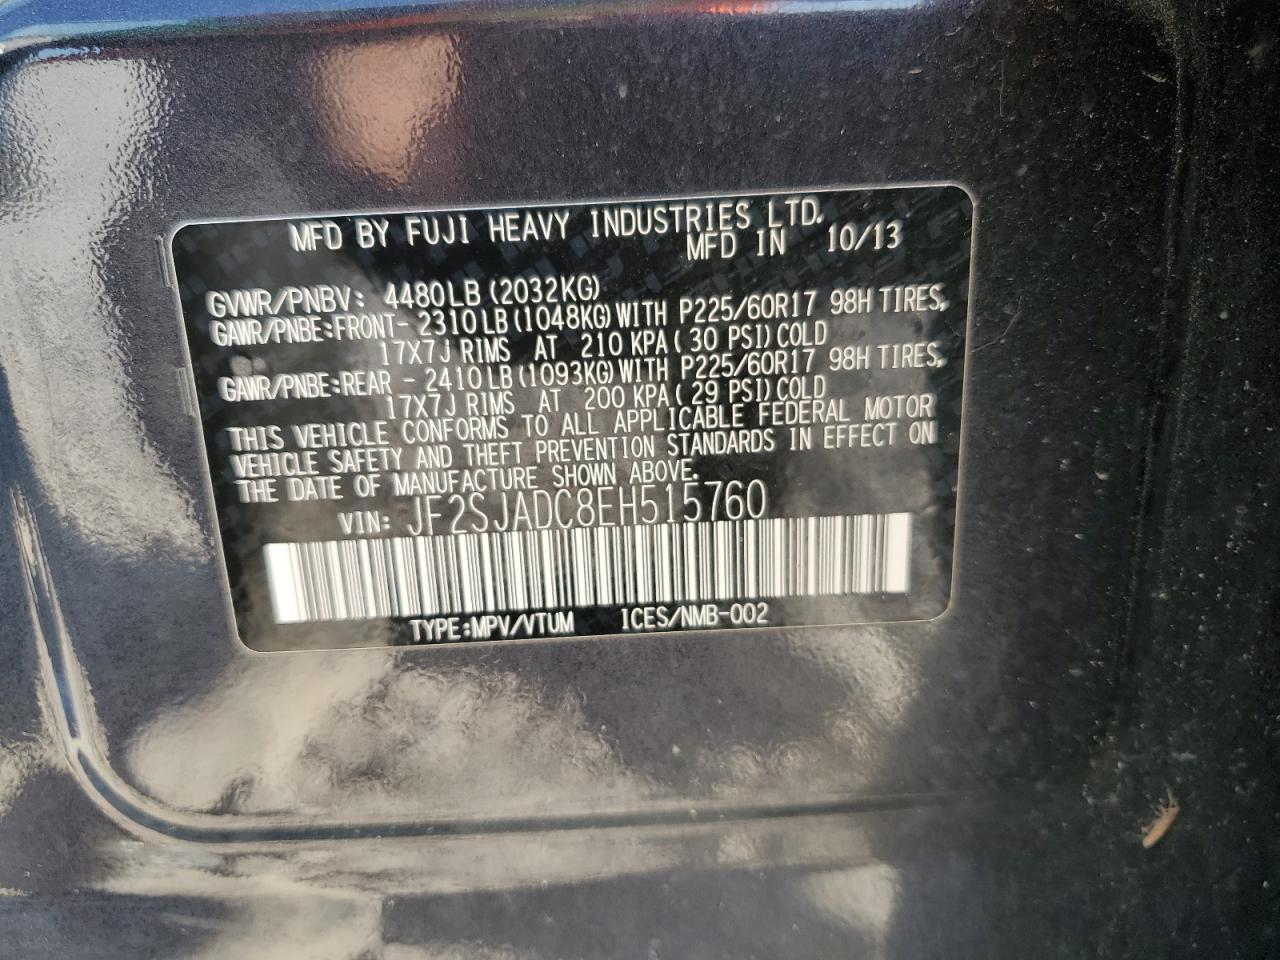 MFD BY FUJI HEAVY INDUSTRIES LTD.
MFD IN 10/13
GVWR/PNBV: 4480LB (2032KG)
GAWR/PNBE:FRONT- 2310LB(1048KG)WITH P225/60R17 98H TIRES,
17X7J RIMS AT 210 KPA( 30 PSI)COLD
GAWR/PNBE:REAR - 2410LB(1093KG)WITH P225/60R17 98H TIRES,
17X7J RIMS AT 200 KPA( 29 PSI)COLD
THIS VEHICLE CONFORMS TO ALL APPLICABLE FEDERAL MOTOR
VEHICLE SAFETY AND THEFT PREVENTION STANDARDS IN EFFECT ON
THE DATE OF MANUFACTURE SHOWN ABOVE.
VIN: JF2SJADC8EH515760
TYPE:MPV/VTUM ICES/NMB-002